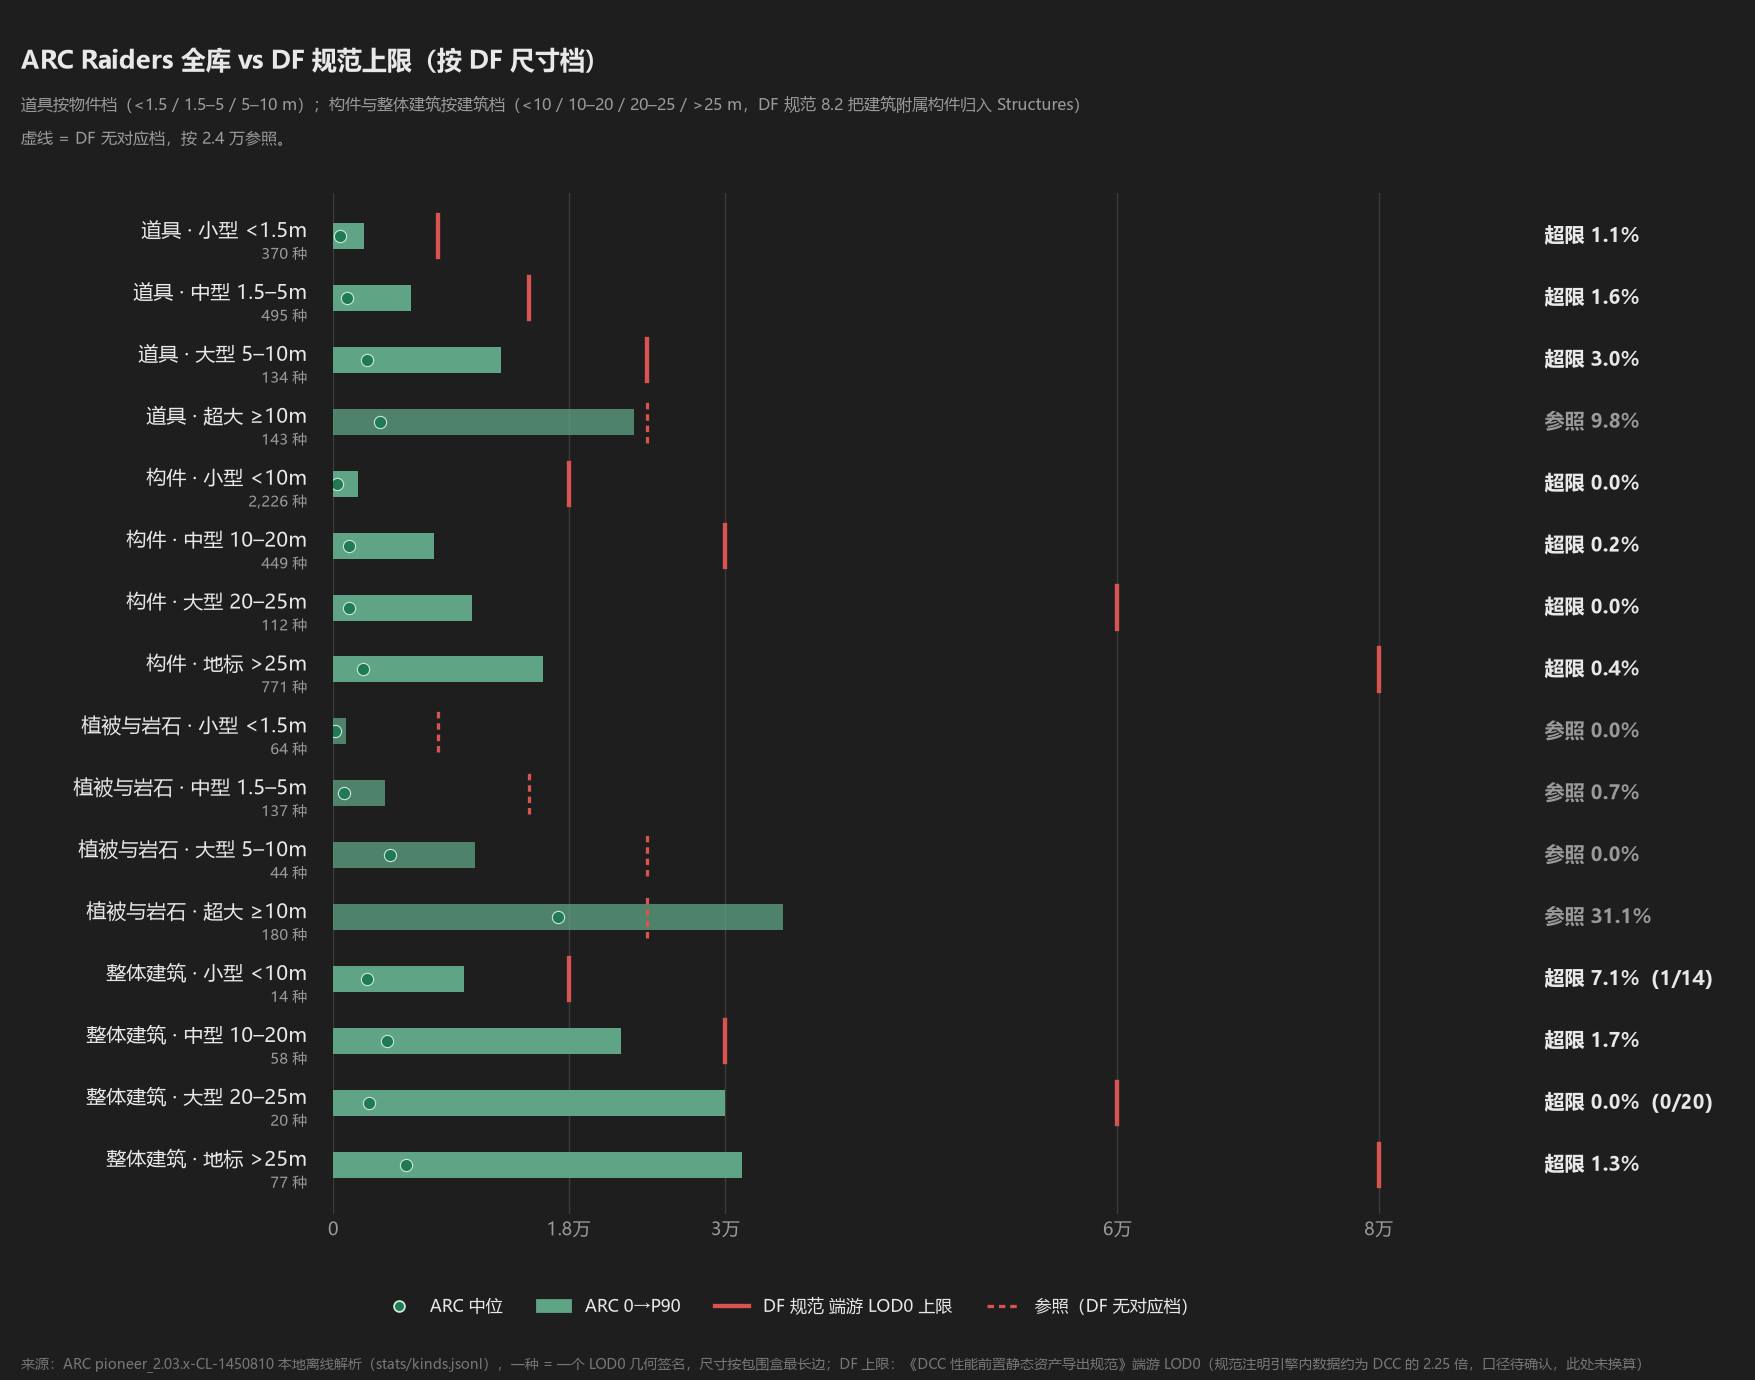 ARC Raiders 全库 vs DF 规范上限（按 DF 尺寸档）
道具按物件档（<1.5 / 1.5–5 / 5–10 m）；构件与整体建筑按建筑档（<10 / 10–20 / 20–25 / >25 m，DF 规范 8.2 把建筑附属构件归入 Structures）
虚线 = DF 无对应档，按 2.4 万参照。
道具 · 小型 <1.5m
370 种
超限 1.1%
道具 · 中型 1.5–5m
495 种
超限 1.6%
道具 · 大型 5–10m
134 种
超限 3.0%
道具 · 超大 ≥10m
143 种
参照 9.8%
构件 · 小型 <10m
2,226 种
超限 0.0%
构件 · 中型 10–20m
449 种
超限 0.2%
构件 · 大型 20–25m
112 种
超限 0.0%
构件 · 地标 >25m
771 种
超限 0.4%
植被与岩石 · 小型 <1.5m
64 种
参照 0.0%
植被与岩石 · 中型 1.5–5m
137 种
参照 0.7%
植被与岩石 · 大型 5–10m
44 种
参照 0.0%
植被与岩石 · 超大 ≥10m
180 种
参照 31.1%
整体建筑 · 小型 <10m
14 种
超限 7.1%（1/14）
整体建筑 · 中型 10–20m
58 种
超限 1.7%
整体建筑 · 大型 20–25m
20 种
超限 0.0%（0/20）
整体建筑 · 地标 >25m
77 种
超限 1.3%
0 1.8万 3万 6万 8万
ARC 中位 ARC 0→P90 DF 规范 端游 LOD0 上限 参照（DF 无对应档）
来源：ARC pioneer_2.03.x-CL-1450810 本地离线解析（stats/kinds.jsonl），一种 = 一个 LOD0 几何签名，尺寸按包围盒最长边；DF 上限：《DCC 性能前置静态资产导出规范》端游 LOD0（规范注明引擎内数据约为 DCC 的 2.25 倍，口径待确认，此处未换算）